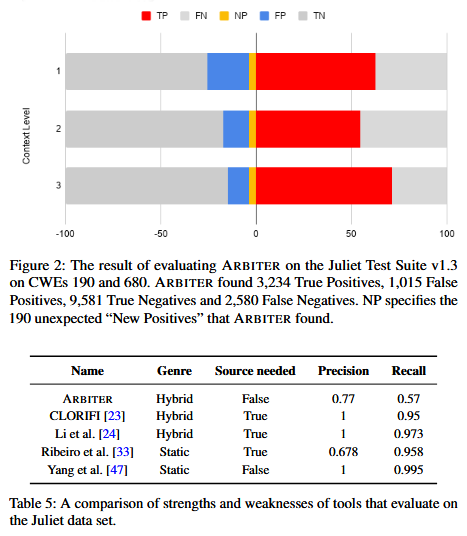 TP FN NP FP TN
Context Level
1
2
3
-100 -50 0 50 100
Figure 2: The result of evaluating ARBITER on the Juliet Test Suite v1.3
on CWEs 190 and 680. ARBITER found 3,234 True Positives, 1,015 False
Positives, 9,581 True Negatives and 2,580 False Negatives. NP specifies the
190 unexpected “New Positives” that ARBITER found.
Name Genre Source needed Precision Recall
ARBITER Hybrid False 0.77 0.57
CLORIFI [23] Hybrid True 1 0.95
Li et al. [24] Hybrid True 1 0.973
Ribeiro et al. [33] Static True 0.678 0.958
Yang et al. [47] Static False 1 0.995
Table 5: A comparison of strengths and weaknesses of tools that evaluate on
the Juliet data set.